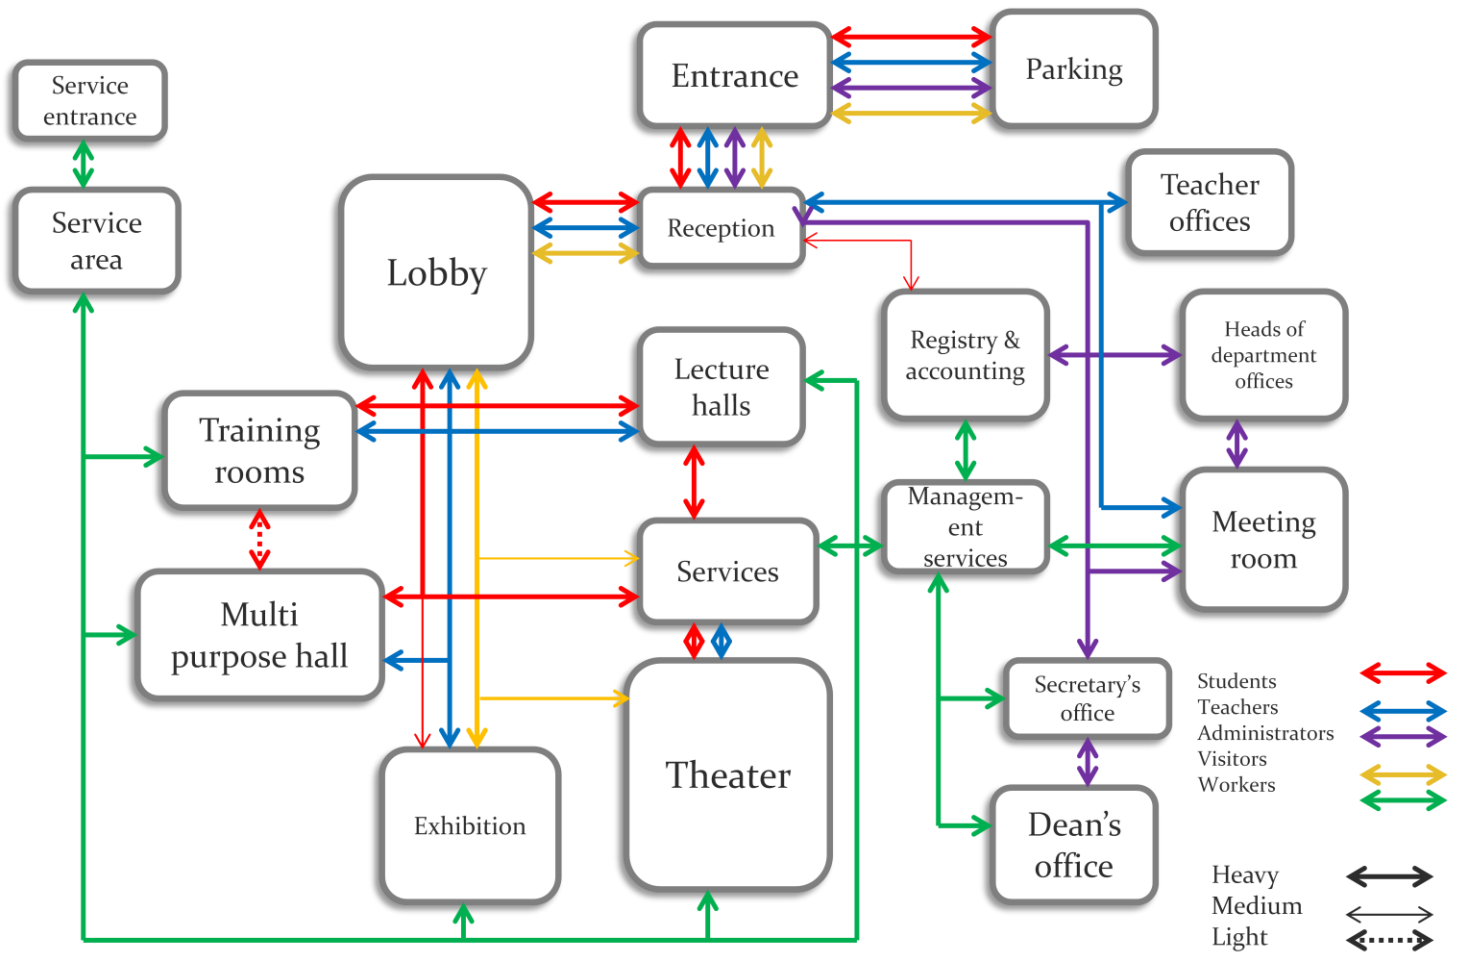 Entrance
Parking
Service
entrance
Teacher
offices
Service
area
Reception
Lobby
Registry &
accounting
Heads of
department
offices
Lecture
halls
Training
rooms
Managem-
ent
services
Meeting
room
Services
Multi
purpose hall
Secretary's
office
Students
Teachers
Administrators
Visitors
Workers
Theater
Exhibition
Dean's
office
Heavy
Medium
Light